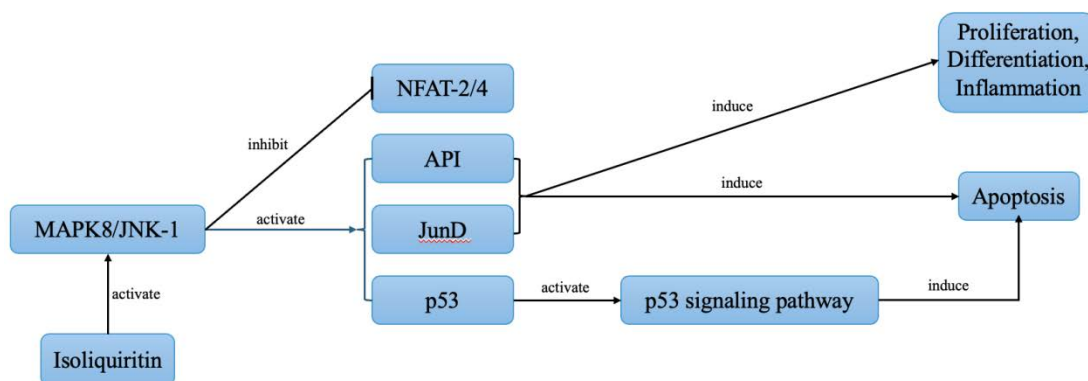 Proliferation,
Differentiation,
Inflammation
NFAT-2/4
induce
inhibit
API
induce
Apoptosis
MAPK8/JNK-1
activate
JunD
activate
p53
activate
p53 signaling pathway
induce
Isoliquiritin